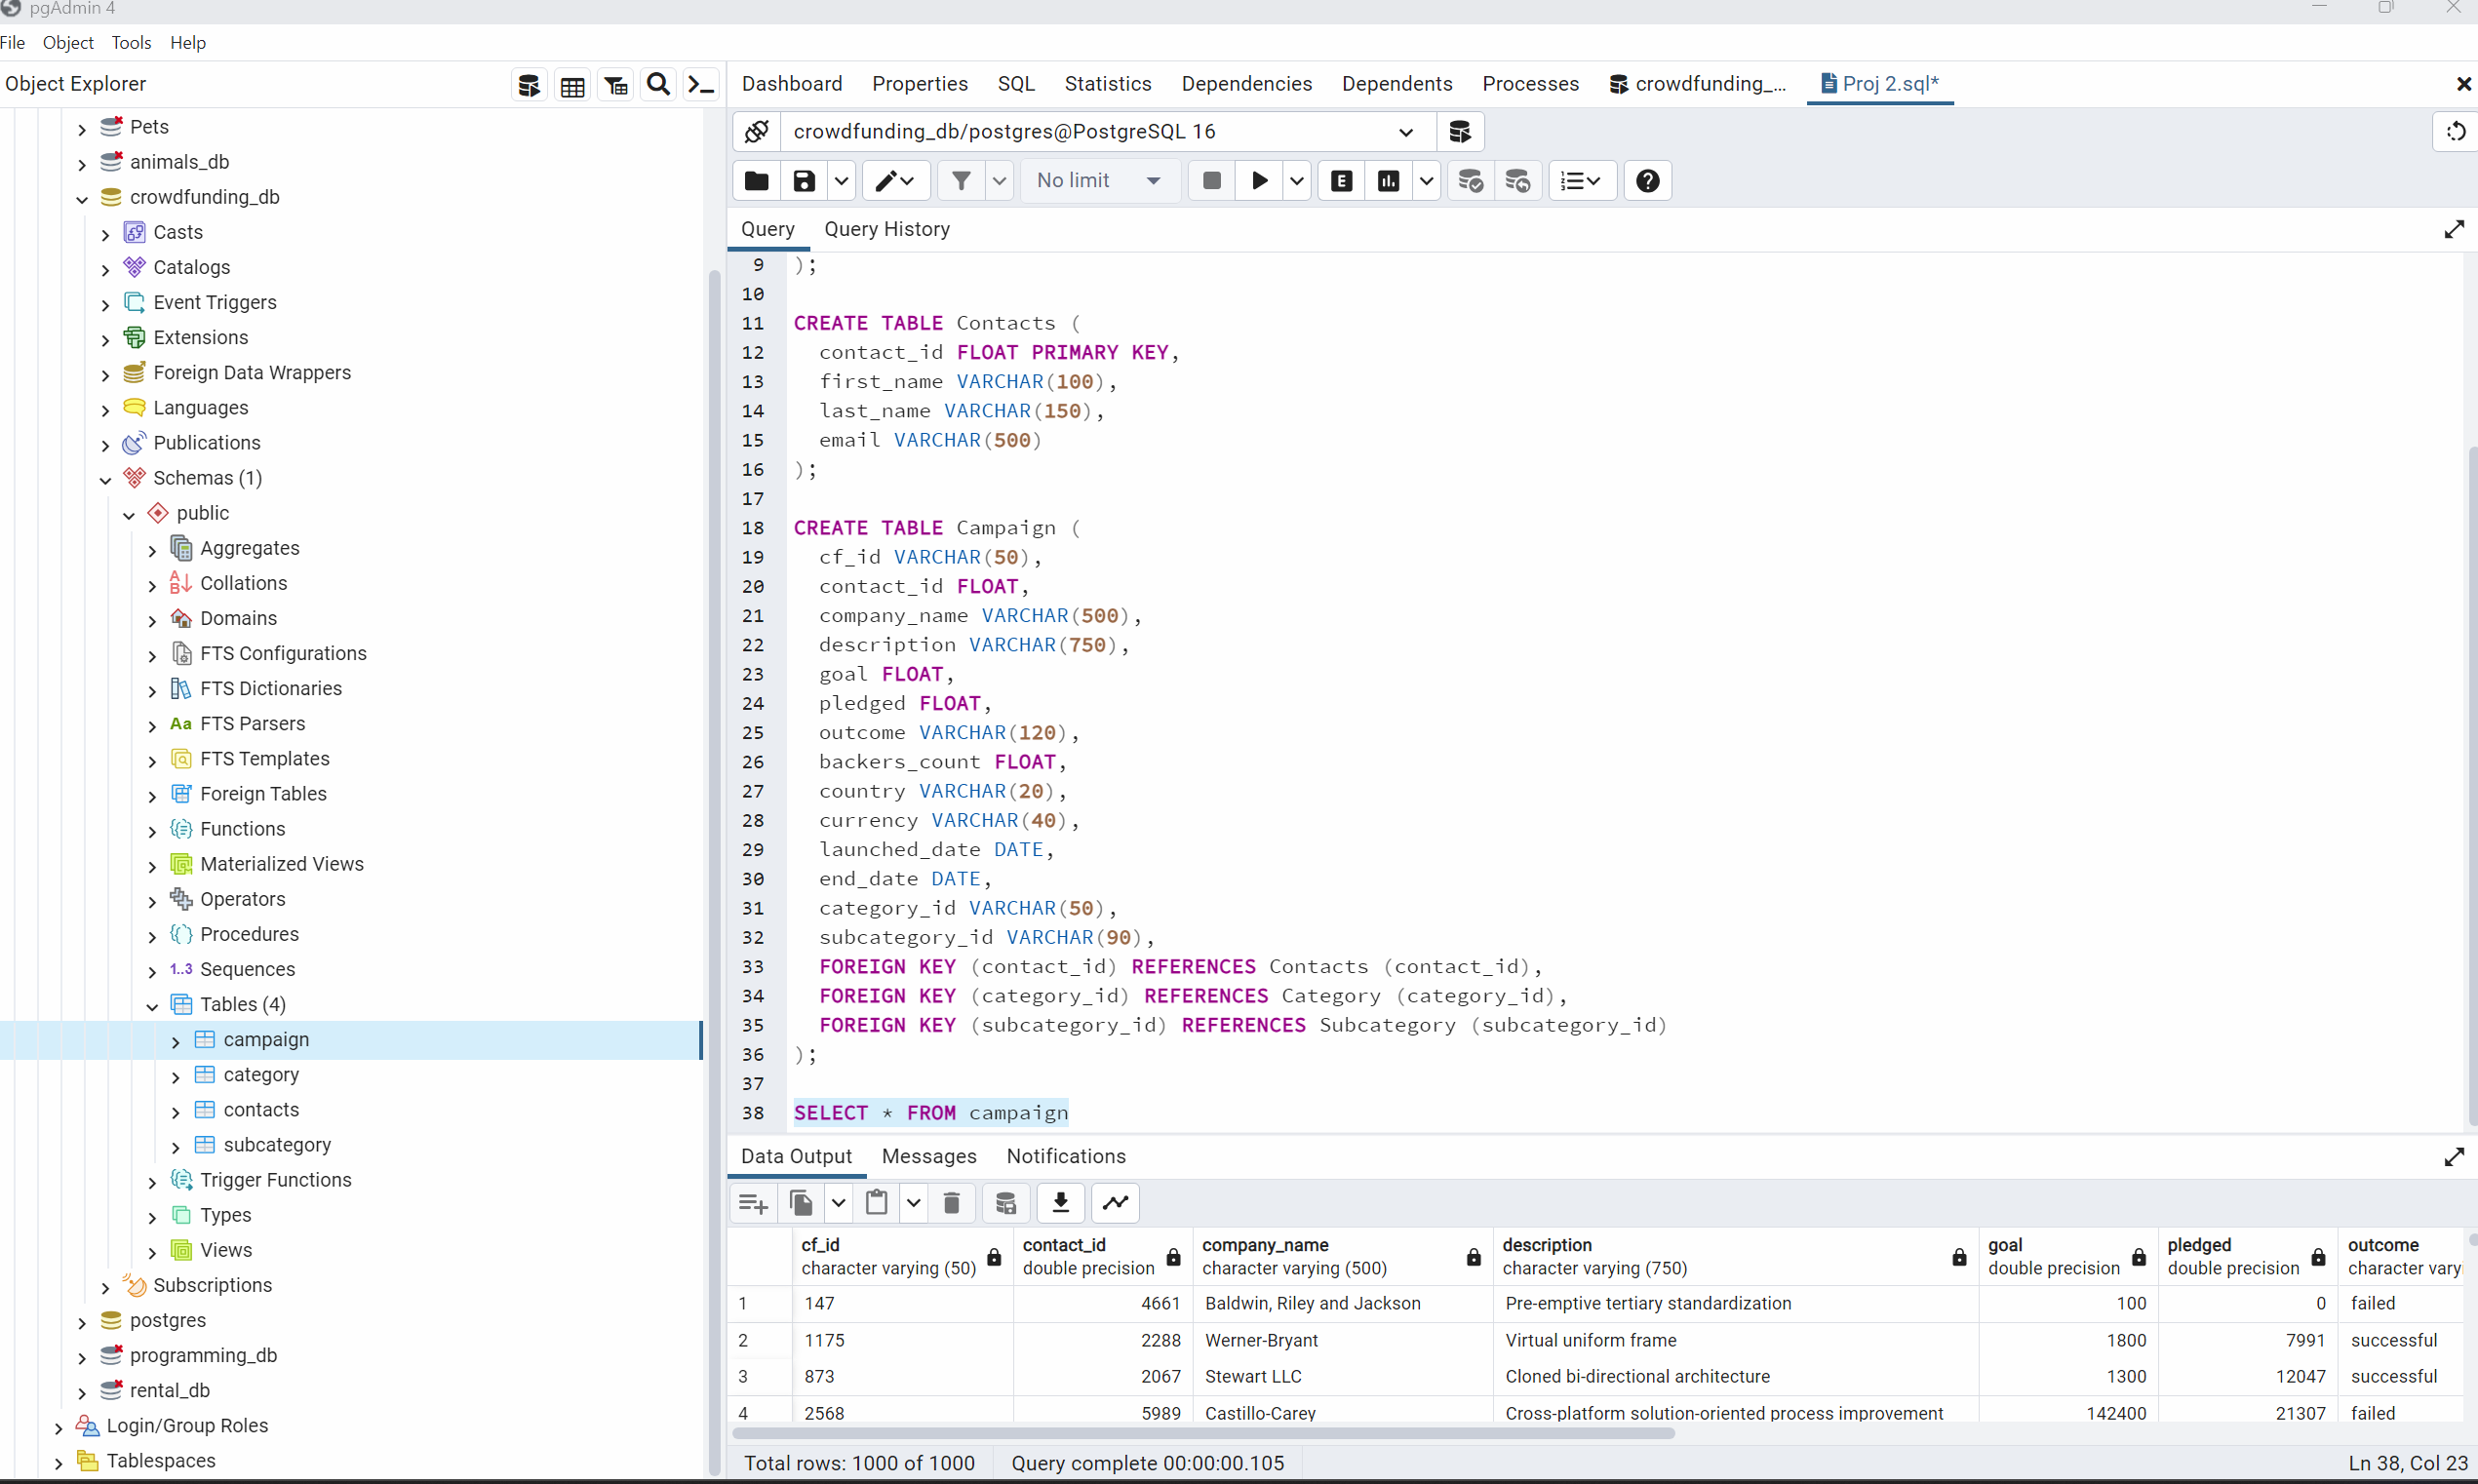 pgAdmin 4
File Object Tools Help
Object Explorer
Pets
animals_db
crowdfunding_db
Casts
Catalogs
Event Triggers
Extensions
Foreign Data Wrappers
Languages
Publications
Schemas (1)
public
Aggregates
Collations
Domains
FTS Configurations
FTS Dictionaries
Aa FTS Parsers
FTS Templates
Foreign Tables
Functions
Materialized Views
Operators
Procedures
1..3 Sequences
Tables (4)
campaign
category
contacts
subcategory
Trigger Functions
Types
Views
Subscriptions
postgres
programming_db
rental_db
Login/Group Roles
Tablespaces
Dashboard Properties SQL Statistics Dependencies Dependents Processes crowdfunding_... Proj 2.sql*
crowdfunding_db/postgres@PostgreSQL 16
No limit E
Query Query History
9 );
10
11 CREATE TABLE Contacts (
12 contact_id FLOAT PRIMARY KEY,
13 first_name VARCHAR(100),
14 last_name VARCHAR(150),
15 email VARCHAR(500)
16 );
17
18 CREATE TABLE Campaign (
19 cf_id VARCHAR(50),
20 contact_id FLOAT,
21 company_name VARCHAR(500),
22 description VARCHAR(750),
23 goal FLOAT,
24 pledged FLOAT,
25 outcome VARCHAR(120),
26 backers_count FLOAT,
27 country VARCHAR(20),
28 currency VARCHAR(40),
29 launched_date DATE,
30 end_date DATE,
31 category_id VARCHAR(50),
32 subcategory_id VARCHAR(90),
33 FOREIGN KEY (contact_id) REFERENCES Contacts (contact_id),
34 FOREIGN KEY (category_id) REFERENCES Category (category_id),
35 FOREIGN KEY (subcategory_id) REFERENCES Subcategory (subcategory_id)
36 );
37
38 SELECT * FROM campaign
Data Output Messages Notifications
cf_id contact_id company_name description goal pledged outcome
character varying (50) double precision character varying (500) character varying (750) double precision double precision character vary
1 147 4661 Baldwin, Riley and Jackson Pre-emptive tertiary standardization 100 0 failed
2 1175 2288 Werner-Bryant Virtual uniform frame 1800 7991 successful
3 873 2067 Stewart LLC Cloned bi-directional architecture 1300 12047 successful
4 2568 5989 Castillo-Carey Cross-platform solution-oriented process improvement 142400 21307 failed
Total rows: 1000 of 1000 Query complete 00:00:00.105 Ln 38, Col 23